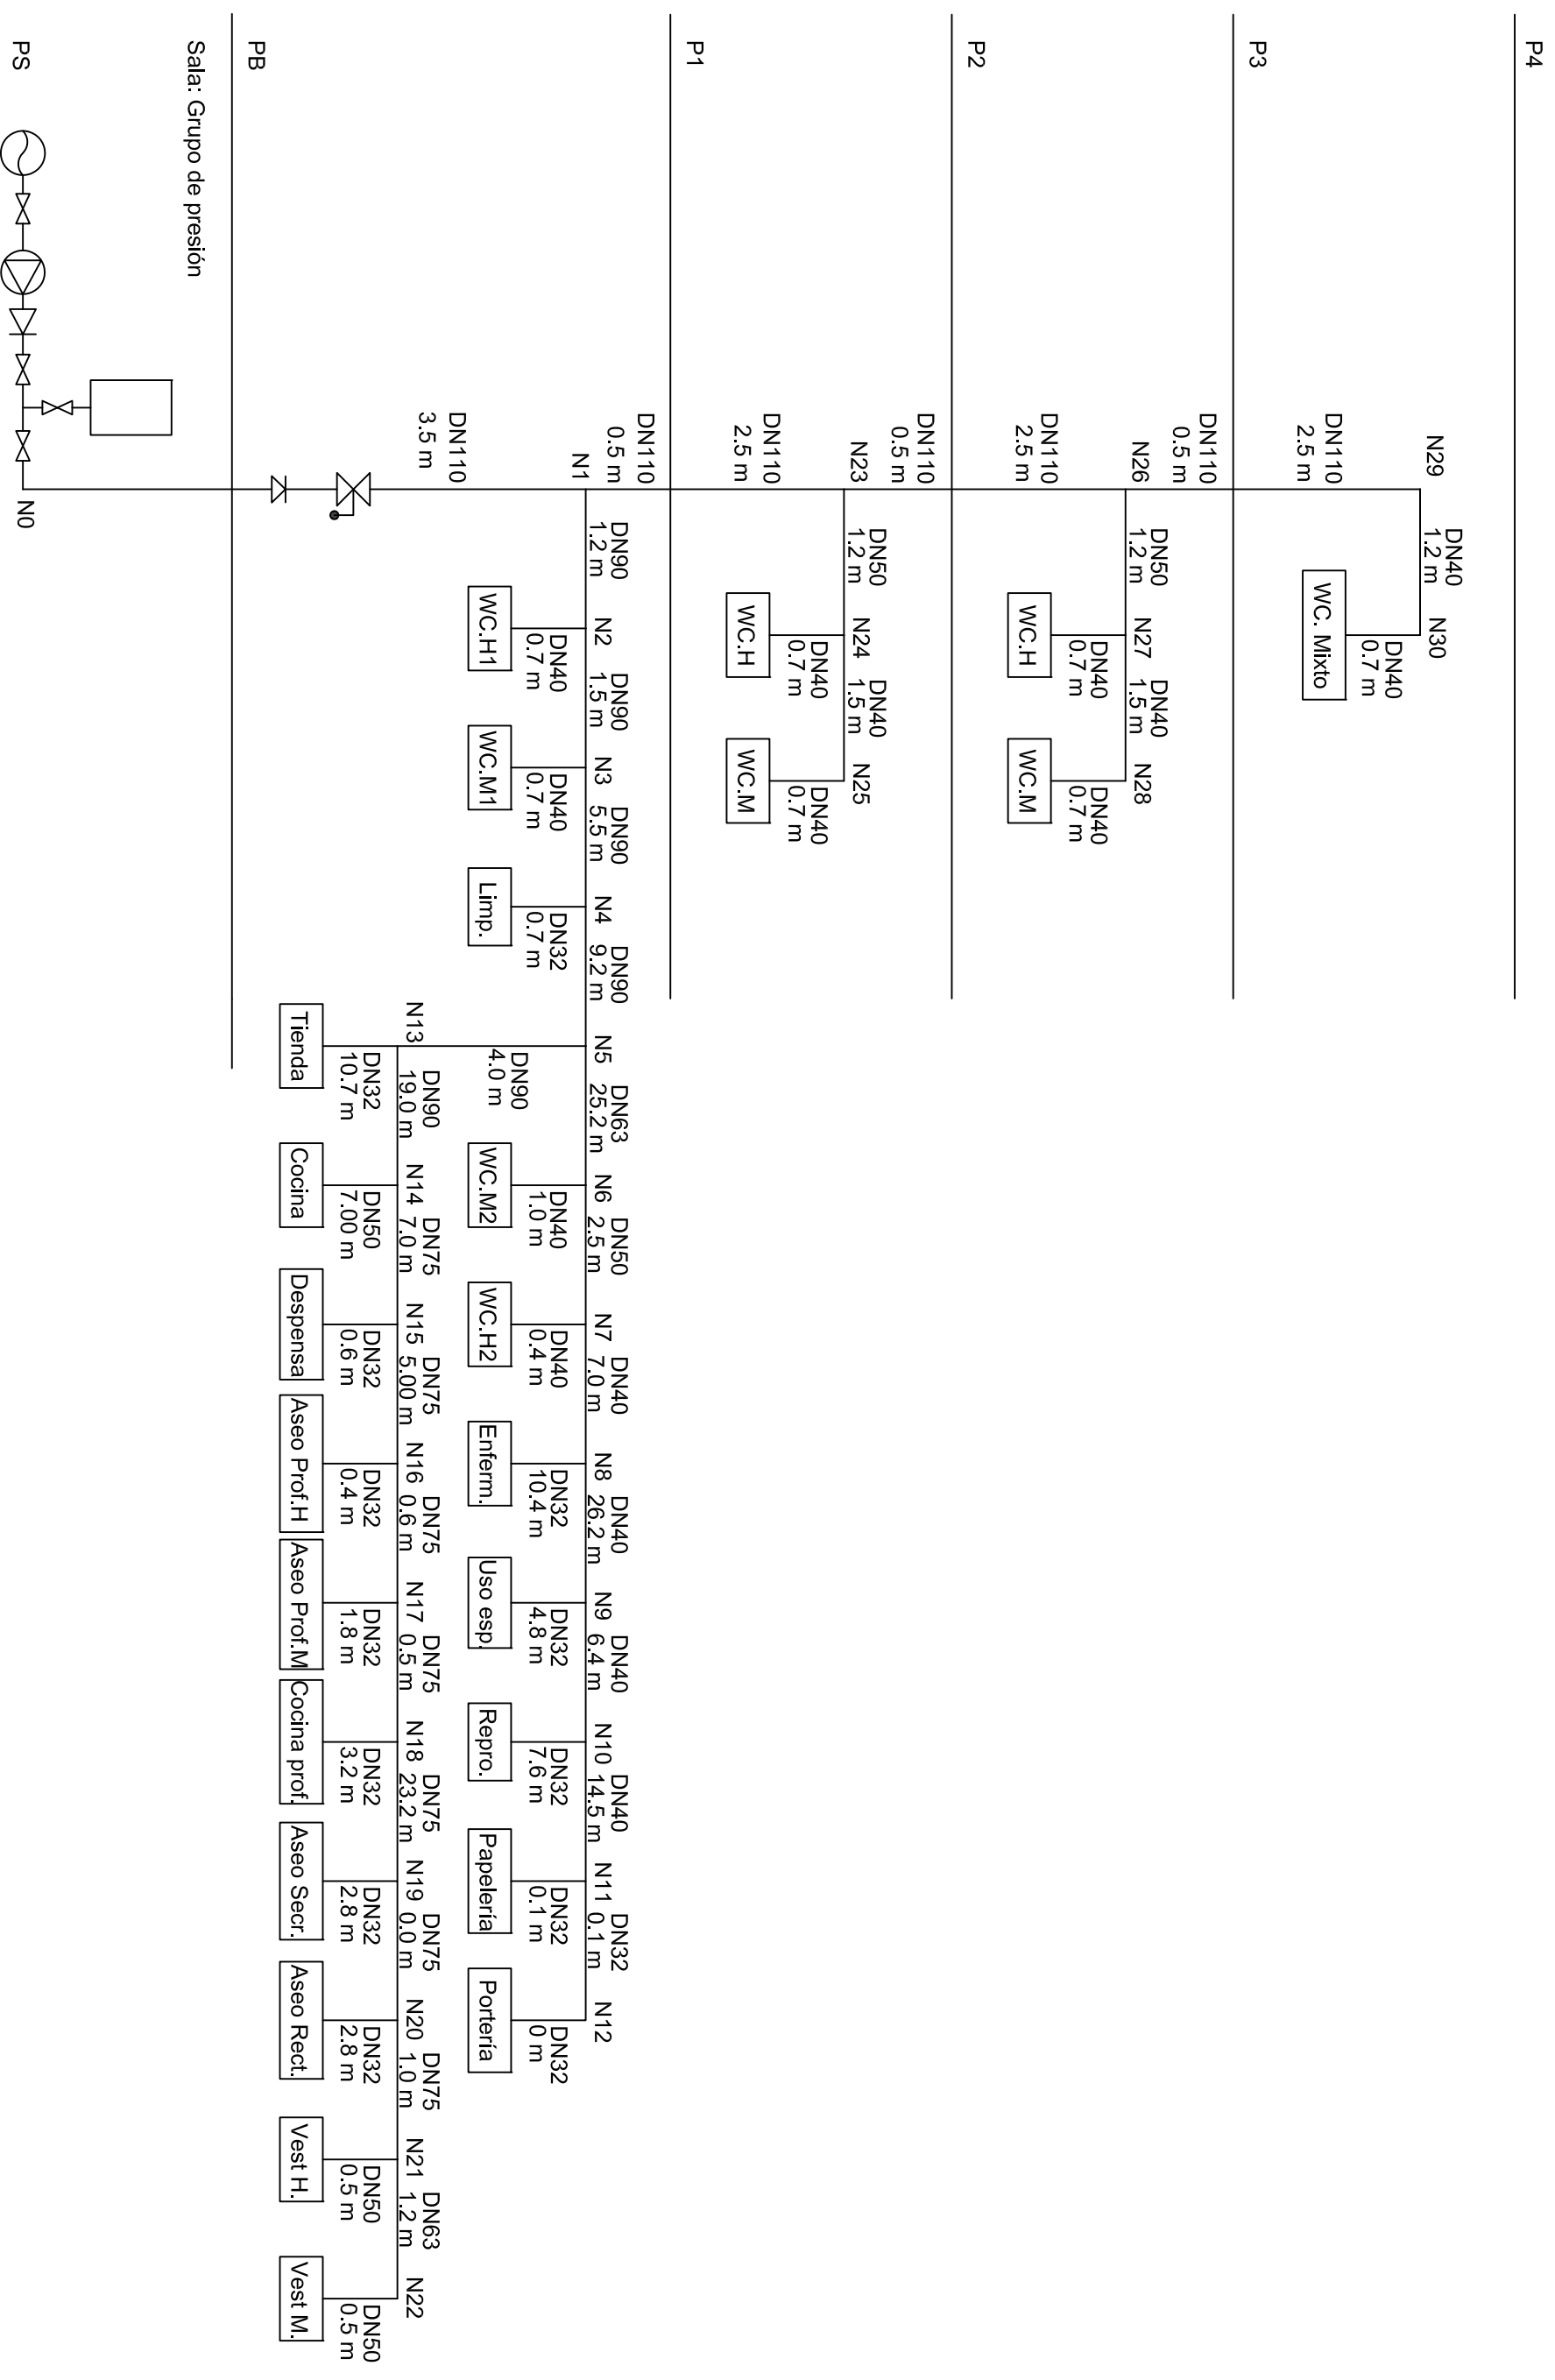 P4
N29
DN110
2.5 m
DN40
1.2 m
N30
DN40
0.7 m
WC. Mixto
P3
DN110
0.5 m
N26
DN110
2.5 m
DN50
1.2 m
N27
DN40
0.7 m
WC.H
DN40
1.5 m
N28
DN40
0.7 m
WC.M
P2
DN110
0.5 m
N23
DN110
2.5 m
DN50
1.2 m
N24
DN40
0.7 m
WC.H
DN40
1.5 m
N25
DN40
0.7 m
WC.M
P1
DN110
0.5 m
N1
DN110
3.5 m
DN90
1.2 m
N2
DN40
0.7 m
WC.H1
DN90
1.5 m
N3
DN40
0.7 m
WC.M1
DN90
5.5 m
N4
DN32
0.7 m
Limp.
DN90
9.2 m
N5
DN63
25.2 m
N6
DN40
1.0 m
WC.M2
DN50
2.5 m
N7
DN40
0.4 m
WC.H2
DN40
7.0 m
N8
DN32
10.4 m
Enferm.
DN40
26.2 m
N9
DN32
4.8 m
Uso esp.
DN40
6.4 m
N10
DN32
7.6 m
Repro.
DN40
14.5 m
N11
DN32
0.1 m
Papelería
DN32
0.1 m
N12
DN32
0 m
Portería
DN90
4.0 m
N13
DN32
10.7 m
Tienda
DN90
19.0 m
N14
DN50
7.00 m
Cocina
DN75
7.0 m
N15
DN32
0.6 m
Despensa
DN75
5.00 m
N16
DN32
0.4 m
Aseo Prof.H
DN75
0.6 m
N17
DN32
1.8 m
Aseo Prof.M
DN75
0.5 m
N18
DN32
3.2 m
Cocina prof.
DN75
23.2 m
N19
DN32
2.8 m
Aseo Secr.
DN75
0.0 m
N20
DN32
2.8 m
Aseo Rect.
DN75
1.0 m
N21
DN50
0.5 m
Vest H.
DN63
1.2 m
N22
DN50
0.5 m
Vest M.
PB
Sala: Grupo de presión
PS
N0